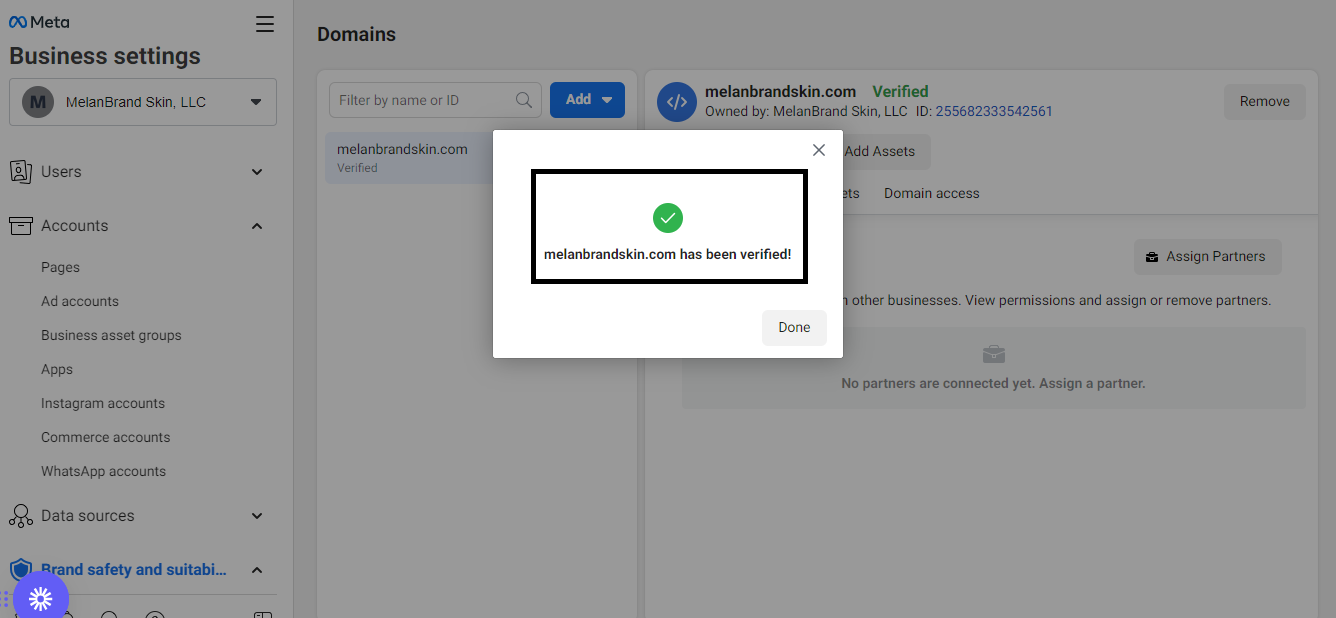 Meta
Business settings
M
MelanBrand Skin, LLC
Users
Accounts
Pages
Ad accounts
Business asset groups
Apps
Instagram accounts
Commerce accounts
WhatsApp accounts
Data sources
Brand safety and suitabi...
Domains
Filter by name or ID
Add
melanbrandskin.com
Verified
melanbrandskin.com Verified
Owned by: MelanBrand Skin, LLC ID: 255682333542561
Remove
Add Assets
Domain access
Assign Partners
other businesses. View permissions and assign or remove partners.
No partners are connected yet. Assign a partner.
melanbrandskin.com has been verified!
Done